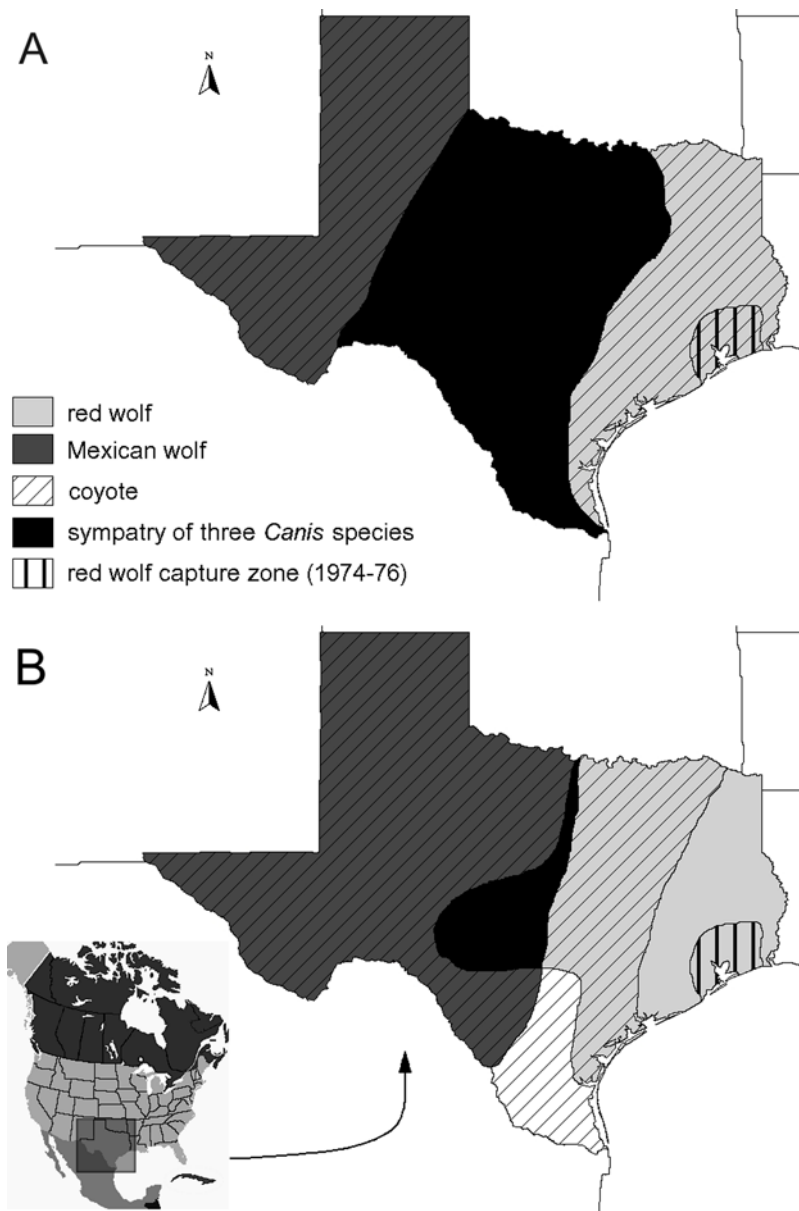 A
N
red wolf
Mexican wolf
coyote
sympatry of three Canis species
red wolf capture zone (1974-76)
B
N